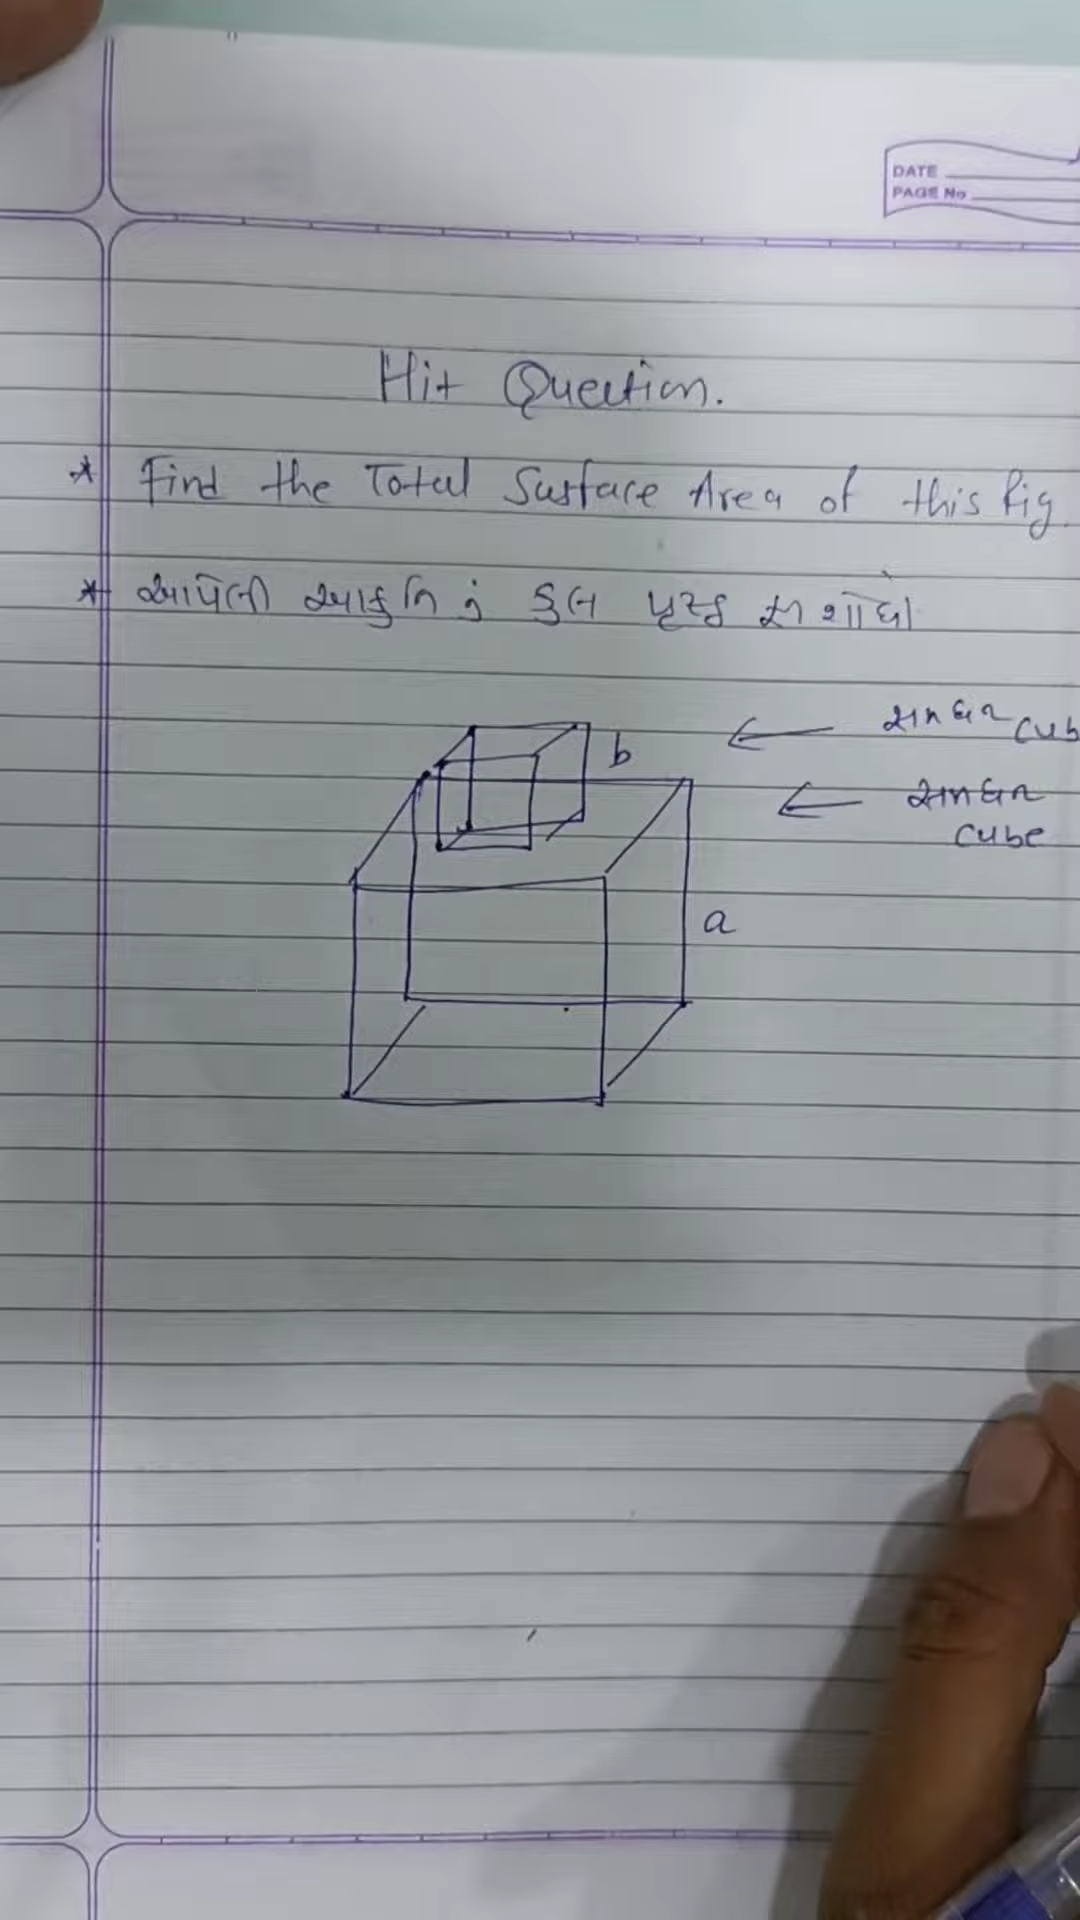 DATE
PAGE No
Hit Question.
* Find the Total Surface Area of this fig.
* આપેલી આકૃતિનું કુલ પૃષ્ઠ શોધો
b
સમઘન Cub
સમઘન
Cube
a